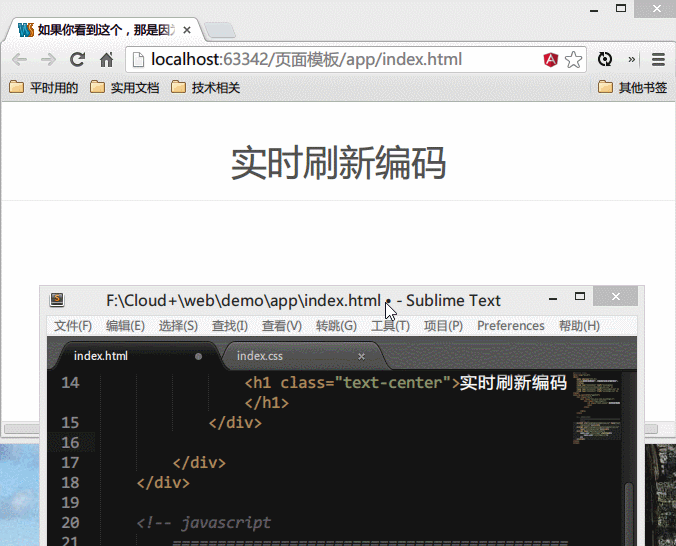 如果你看到这个，那是因
localhost:63342/页面模板/app/index.html
平时用的 实用文档 技术相关 其他书签
实时刷新编码
F:\Cloud+\web\demo\app\index.html • - Sublime Text
文件(F) 编辑(E) 选择(S) 查找(I) 查看(V) 跳转(G) 工具(T) 项目(P) Preferences 帮助(H)
index.html index.css
14 <h1 class="text-center">实时刷新编码
</h1>
15 </div>
16
17 </div>
18 </div>
19
20 <!-- javascript
21 ============================================